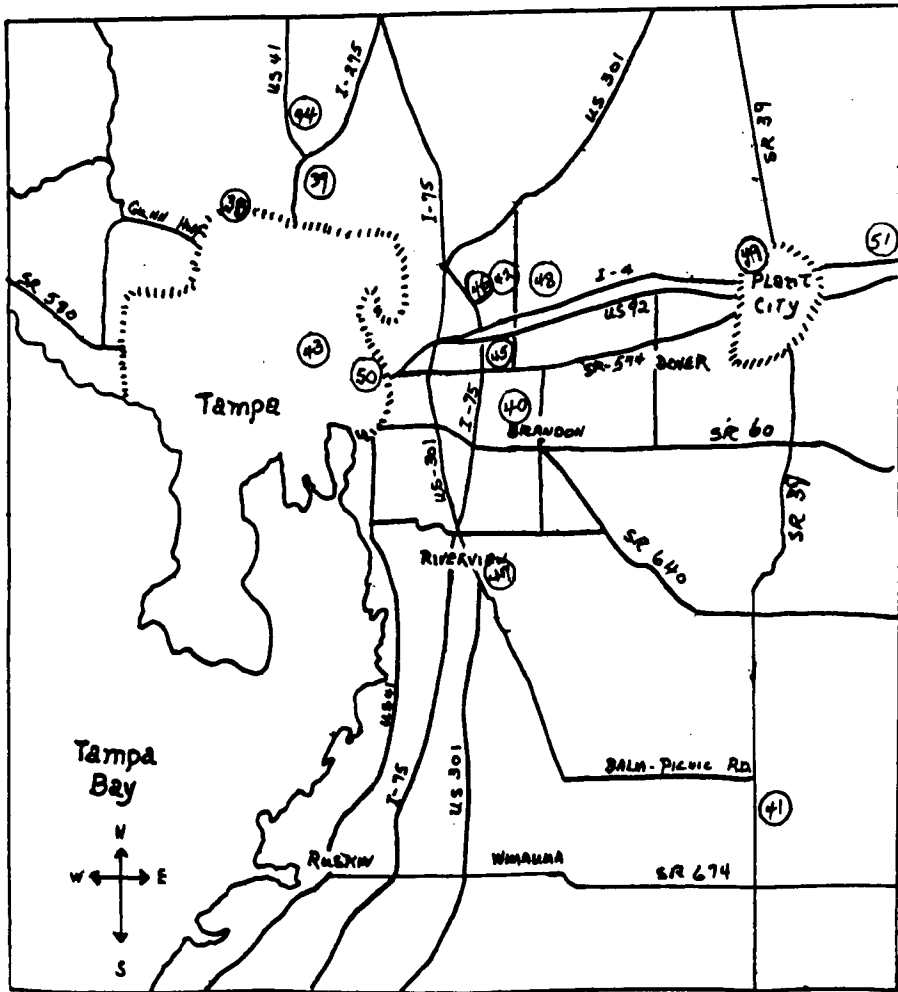 US 41
I-295
US 301
SR 39
44
39
I-75
38
GUNN HWY
51
49
PLANT
CITY
SR 580
46
42
48
I-4
US 92
43
45
50
SR-574
DOVER
Tampa
I-75
40
BRANDON
SR 60
US-301
SR 39
SR 640
RIVERVIEW
US 41
Tampa
Bay
I-75
US 301
BALM-PICNIC RD.
41
N
W
E
S
RUSKIN
WIMAUMA
SR 674